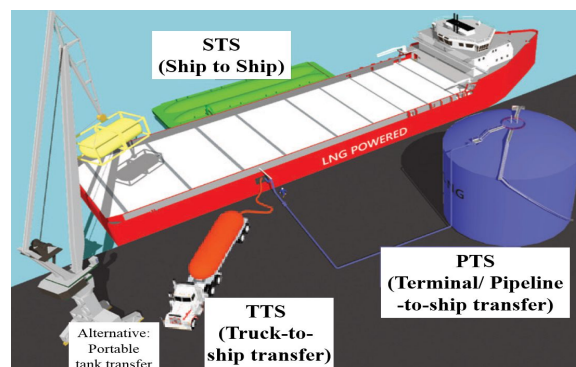 STS
(Ship to Ship)
LNG POWERED
NG
PTS
(Terminal/ Pipeline
-to-ship transfer)
TTS
(Truck-to-
ship transfer)
Alternative:
Portable
tank transfer